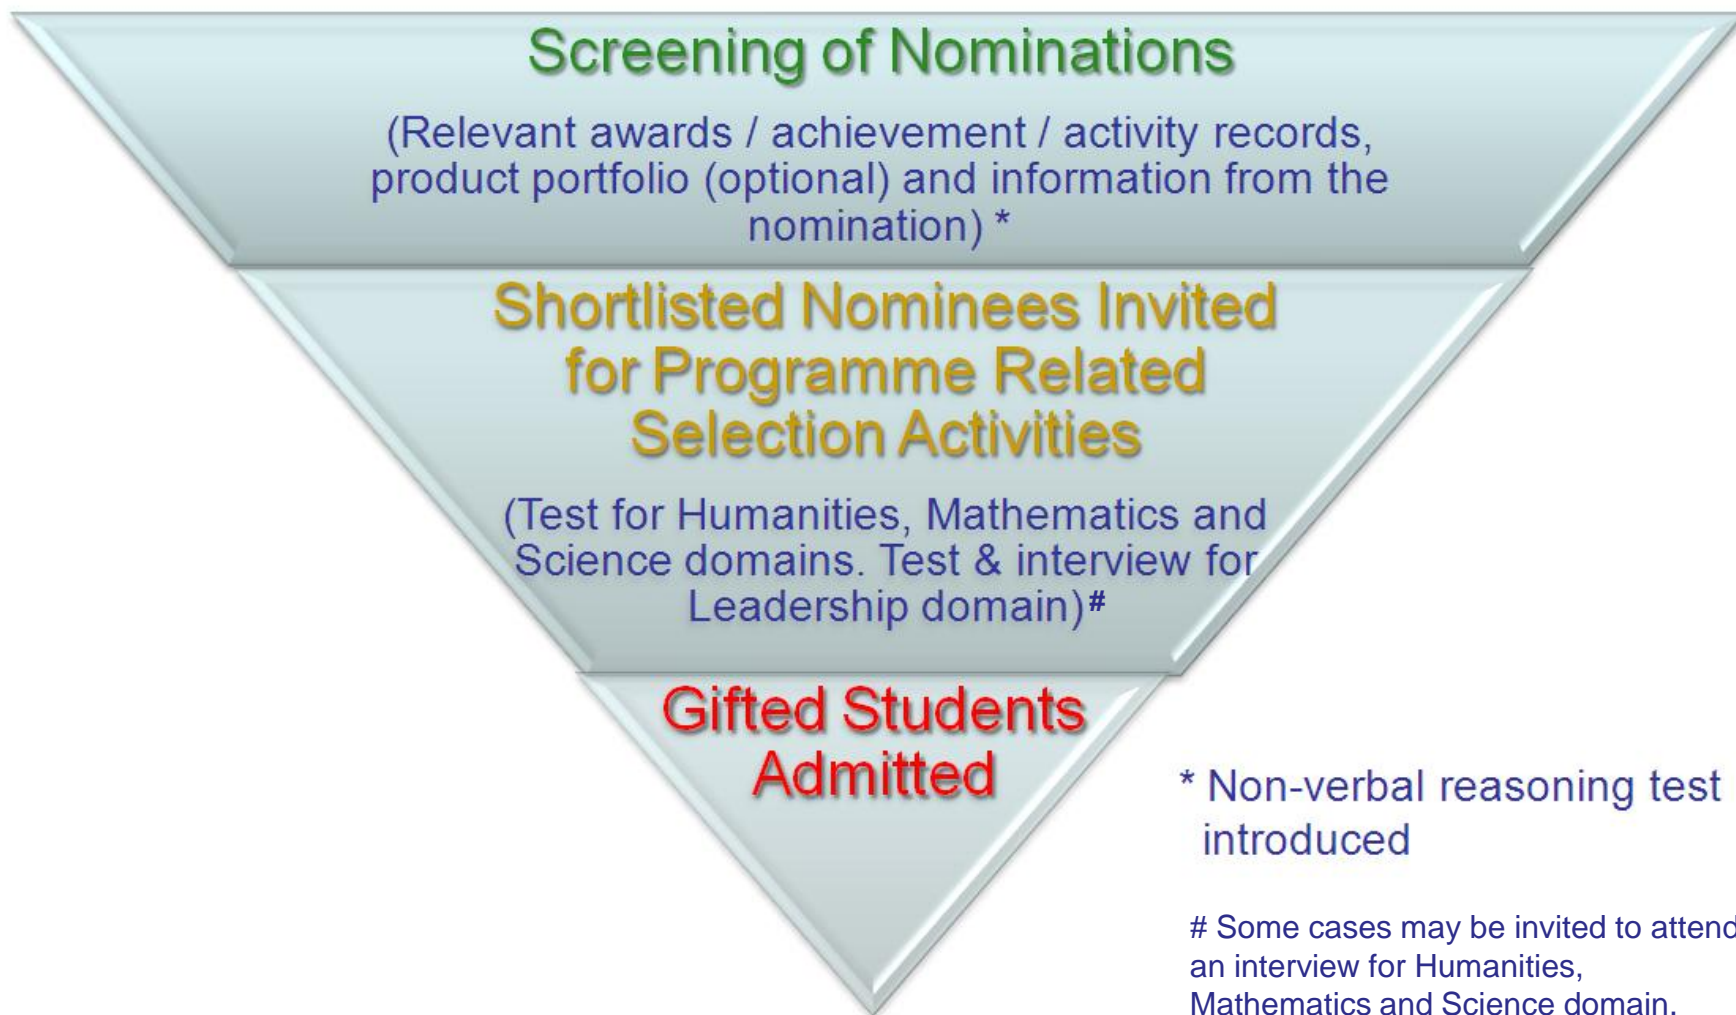 Screening of Nominations
(Relevant awards / achievement / activity records,
product portfolio (optional) and information from the
nomination) *
Shortlisted Nominees Invited
for Programme Related
Selection Activities
(Test for Humanities, Mathematics and
Science domains. Test & interview for
Leadership domain)#
Gifted Students
Admitted
* Non-verbal reasoning test
introduced
# Some cases may be invited to attend
an interview for Humanities,
Mathematics and Science domain.